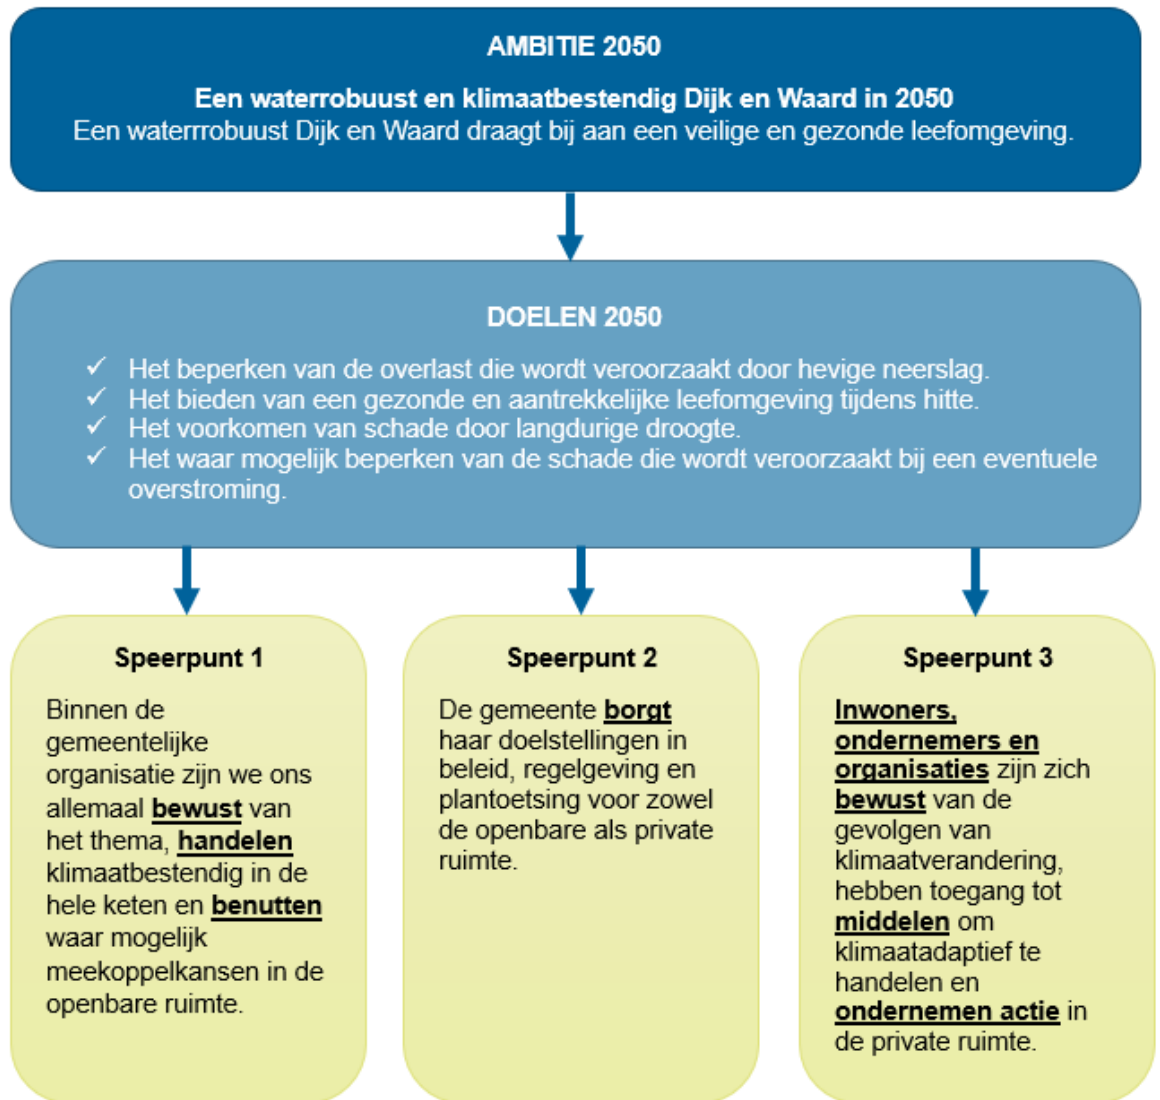 AMBITIE 2050
Een waterrobuust en klimaatbestendig Dijk en Waard in 2050
Een waterrrobuust Dijk en Waard draagt bij aan een veilige en gezonde leefomgeving.
DOELEN 2050
✓ Het beperken van de overlast die wordt veroorzaakt door hevige neerslag.
✓ Het bieden van een gezonde en aantrekkelijke leefomgeving tijdens hitte.
✓ Het voorkomen van schade door langdurige droogte.
✓ Het waar mogelijk beperken van de schade die wordt veroorzaakt bij een eventuele
overstroming.
Speerpunt 1
Binnen de
gemeentelijke
organisatie zijn we ons
allemaal bewust van
het thema, handelen
klimaatbestendig in de
hele keten en benutten
waar mogelijk
meekoppelkansen in de
openbare ruimte.
Speerpunt 2
De gemeente borgt
haar doelstellingen in
beleid, regelgeving en
plantoetsing voor zowel
de openbare als private
ruimte.
Speerpunt 3
Inwoners,
ondernemers en
organisaties zijn zich
bewust van de
gevolgen van
klimaatverandering,
hebben toegang tot
middelen om
klimaatadaptief te
handelen en
ondernemen actie in
de private ruimte.